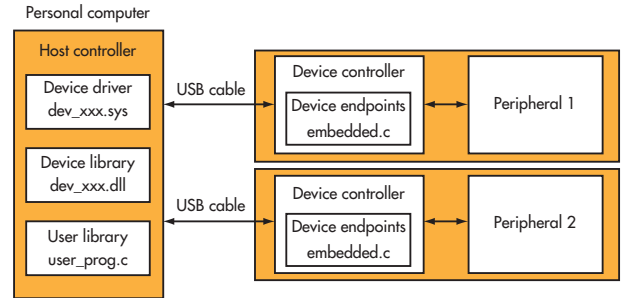 Personal computer
Host controller
Device driver
dev_xxx.sys
Device library
dev_xxx.dll
User library
user_prog.c
USB cable
Device controller
Device endpoints
embedded.c
Peripheral 1
USB cable
Device controller
Device endpoints
embedded.c
Peripheral 2